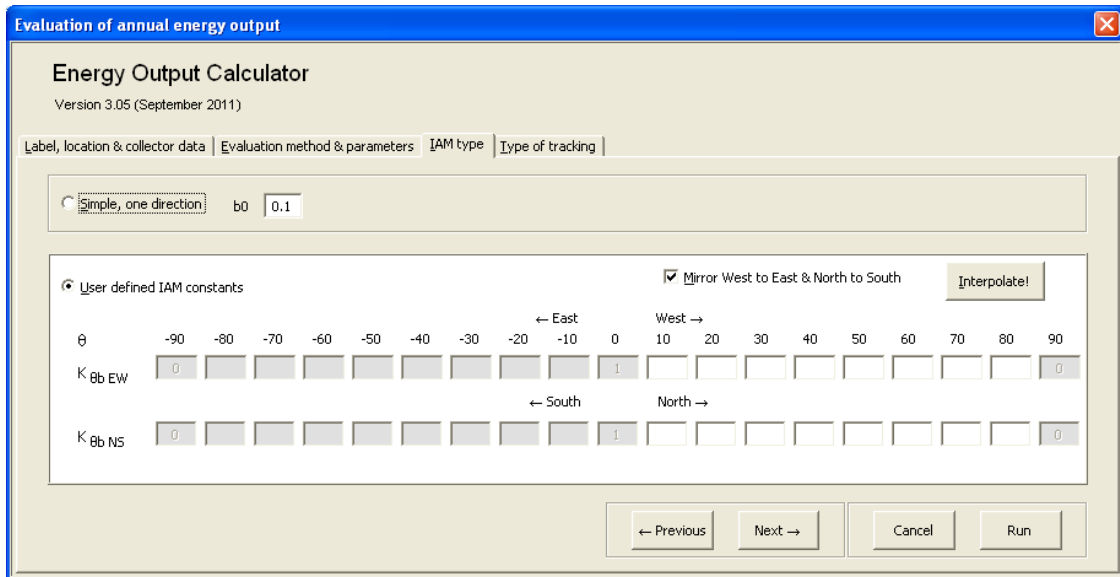 Evaluation of annual energy output
Energy Output Calculator
Version 3.05 (September 2011)
Label, location & collector data Evaluation method & parameters IAM type Type of tracking
Simple, one direction b0 0.1
User defined IAM constants Mirror West to East & North to South Interpolate!
← East West →
θ -90 -80 -70 -60 -50 -40 -30 -20 -10 0 10 20 30 40 50 60 70 80 90
K θb EW 0 1 0
← South North →
K θb NS 0 1 0
← Previous Next → Cancel Run